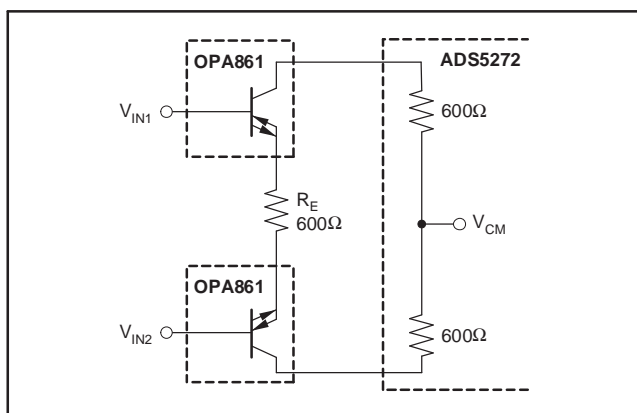 OPA861
ADS5272
V_IN1
600Ω
R_E
600Ω
V_CM
OPA861
V_IN2
600Ω